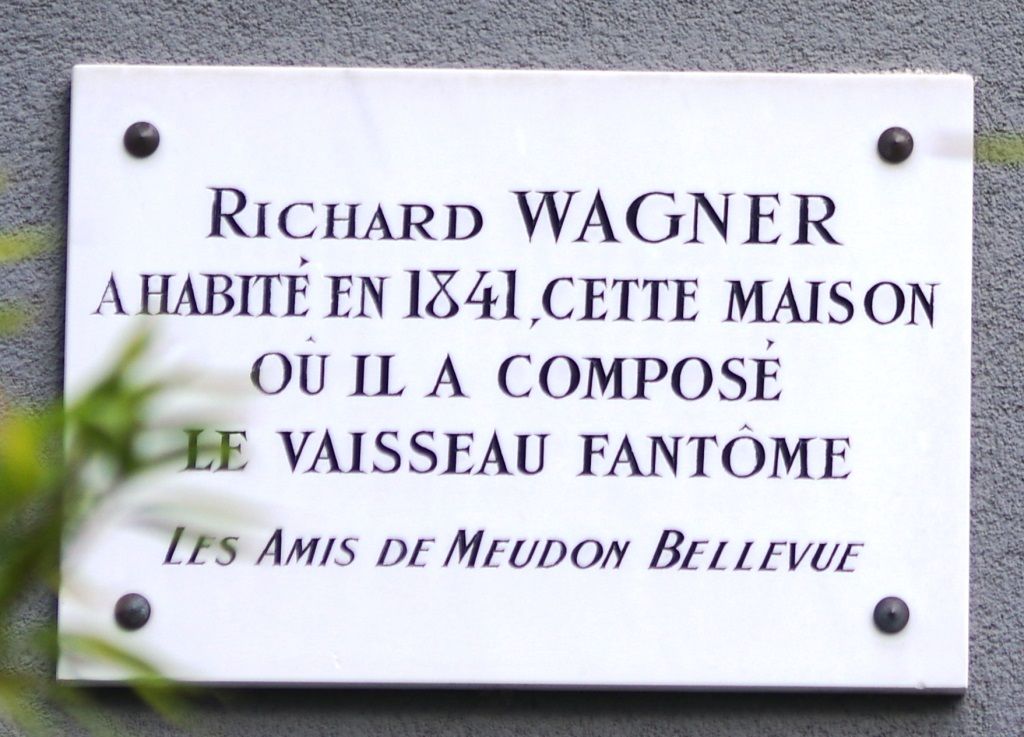 RICHARD WAGNER
A HABITÉ EN 1841, CETTE MAISON
OÙ IL A COMPOSÉ
LE VAISSEAU FANTÔME
LES AMIS DE MEUDON BELLEVUE